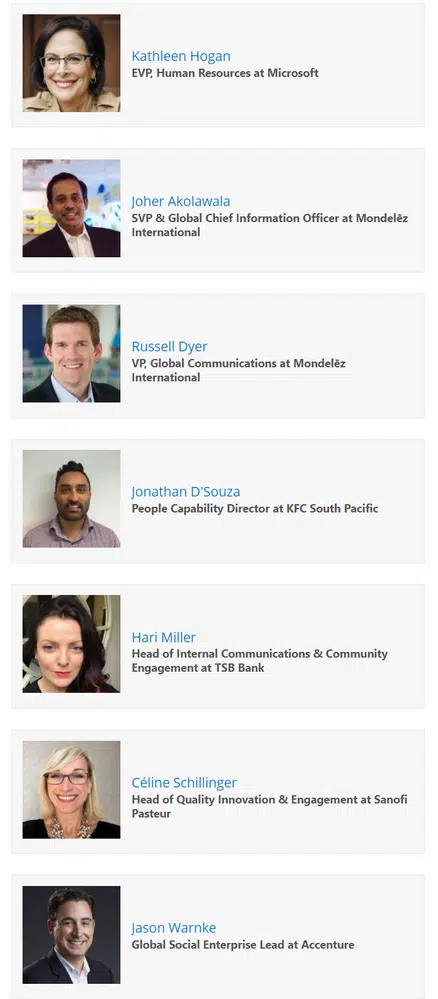 Kathleen Hogan
EVP, Human Resources at Microsoft
Joher Akolawala
SVP & Global Chief Information Officer at Mondelēz
International
Russell Dyer
VP, Global Communications at Mondelēz
International
Jonathan D'Souza
People Capability Director at KFC South Pacific
Hari Miller
Head of Internal Communications & Community
Engagement at TSB Bank
Céline Schillinger
Head of Quality Innovation & Engagement at Sanofi
Pasteur
Jason Warnke
Global Social Enterprise Lead at Accenture